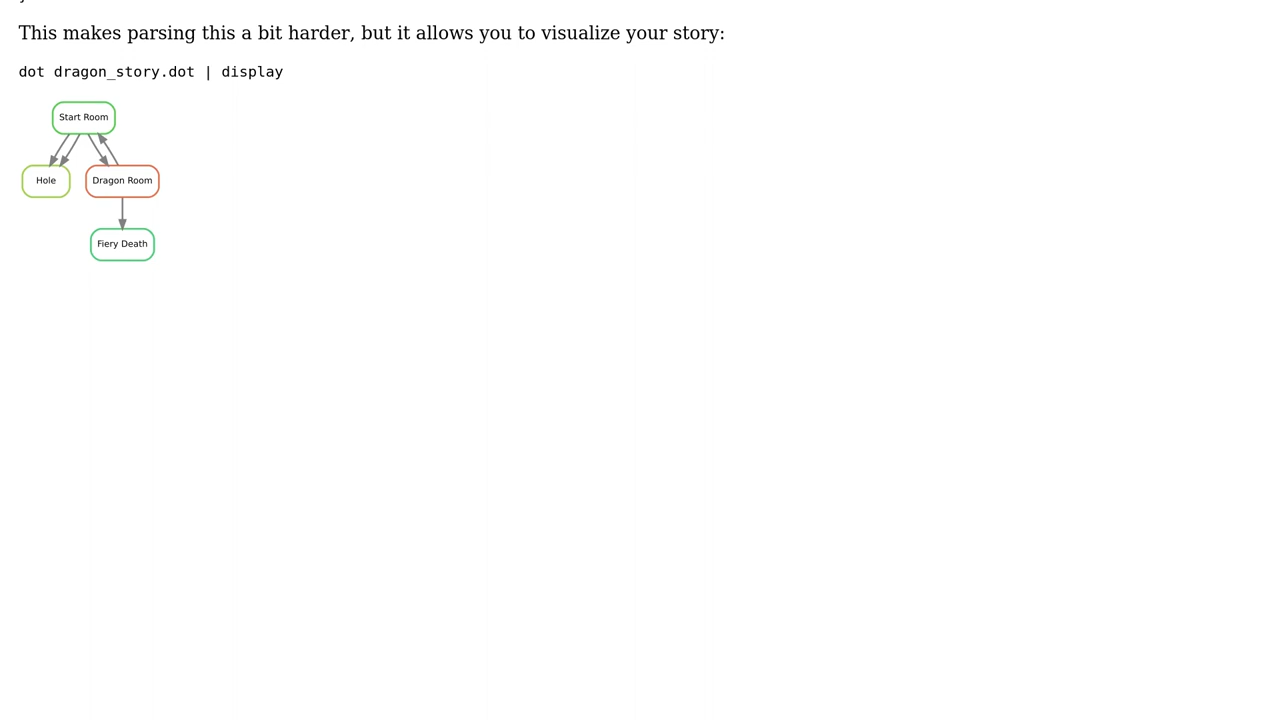 This makes parsing this a bit harder, but it allows you to visualize your story:
dot dragon_story.dot | display
Start Room
Hole
Dragon Room
Fiery Death